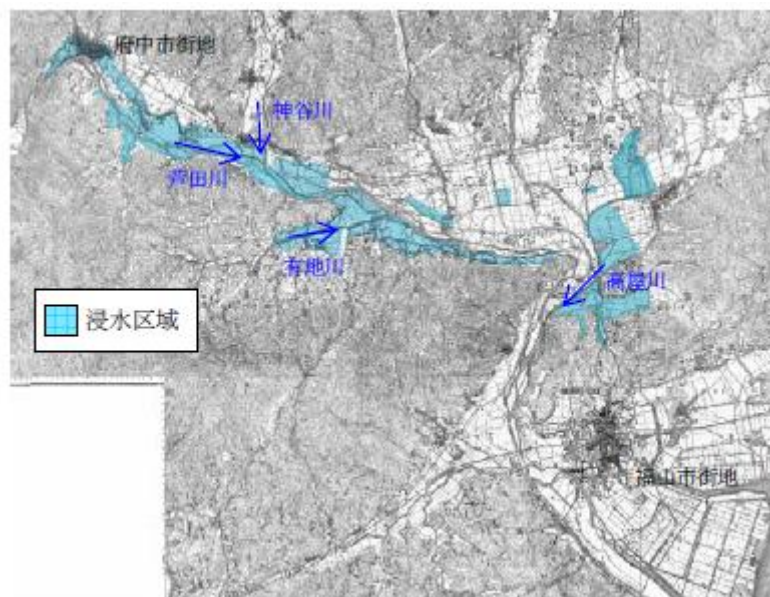 府中市街地
神谷川
芦田川
有地川
高屋川
浸水区域
福山市街地